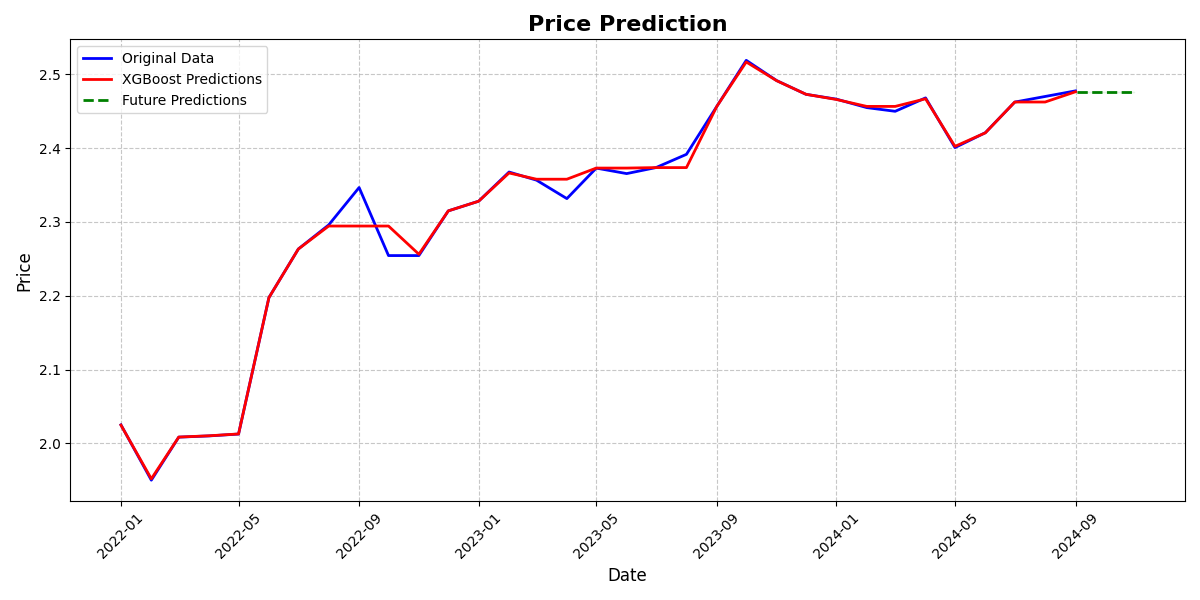 Price Prediction
Original Data
XGBoost Predictions
Future Predictions
Price
2.5
2.4
2.3
2.2
2.1
2.0
2022-01
2022-05
2022-09
2023-01
2023-05
2023-09
2024-01
2024-05
2024-09
Date